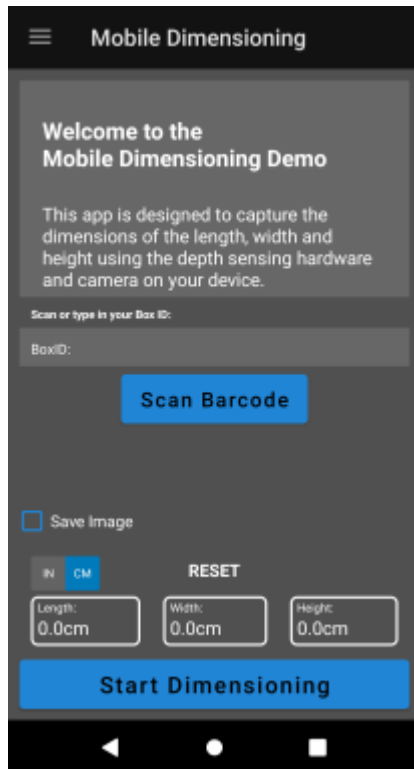 Mobile Dimensioning
Welcome to the
Mobile Dimensioning Demo
This app is designed to capture the
dimensions of the length, width and
height using the depth sensing hardware
and camera on your device.
Scan or type in your Box ID:
BoxID:
Scan Barcode
Save Image
IN CM RESET
Length: Width: Height:
0.0cm 0.0cm 0.0cm
Start Dimensioning